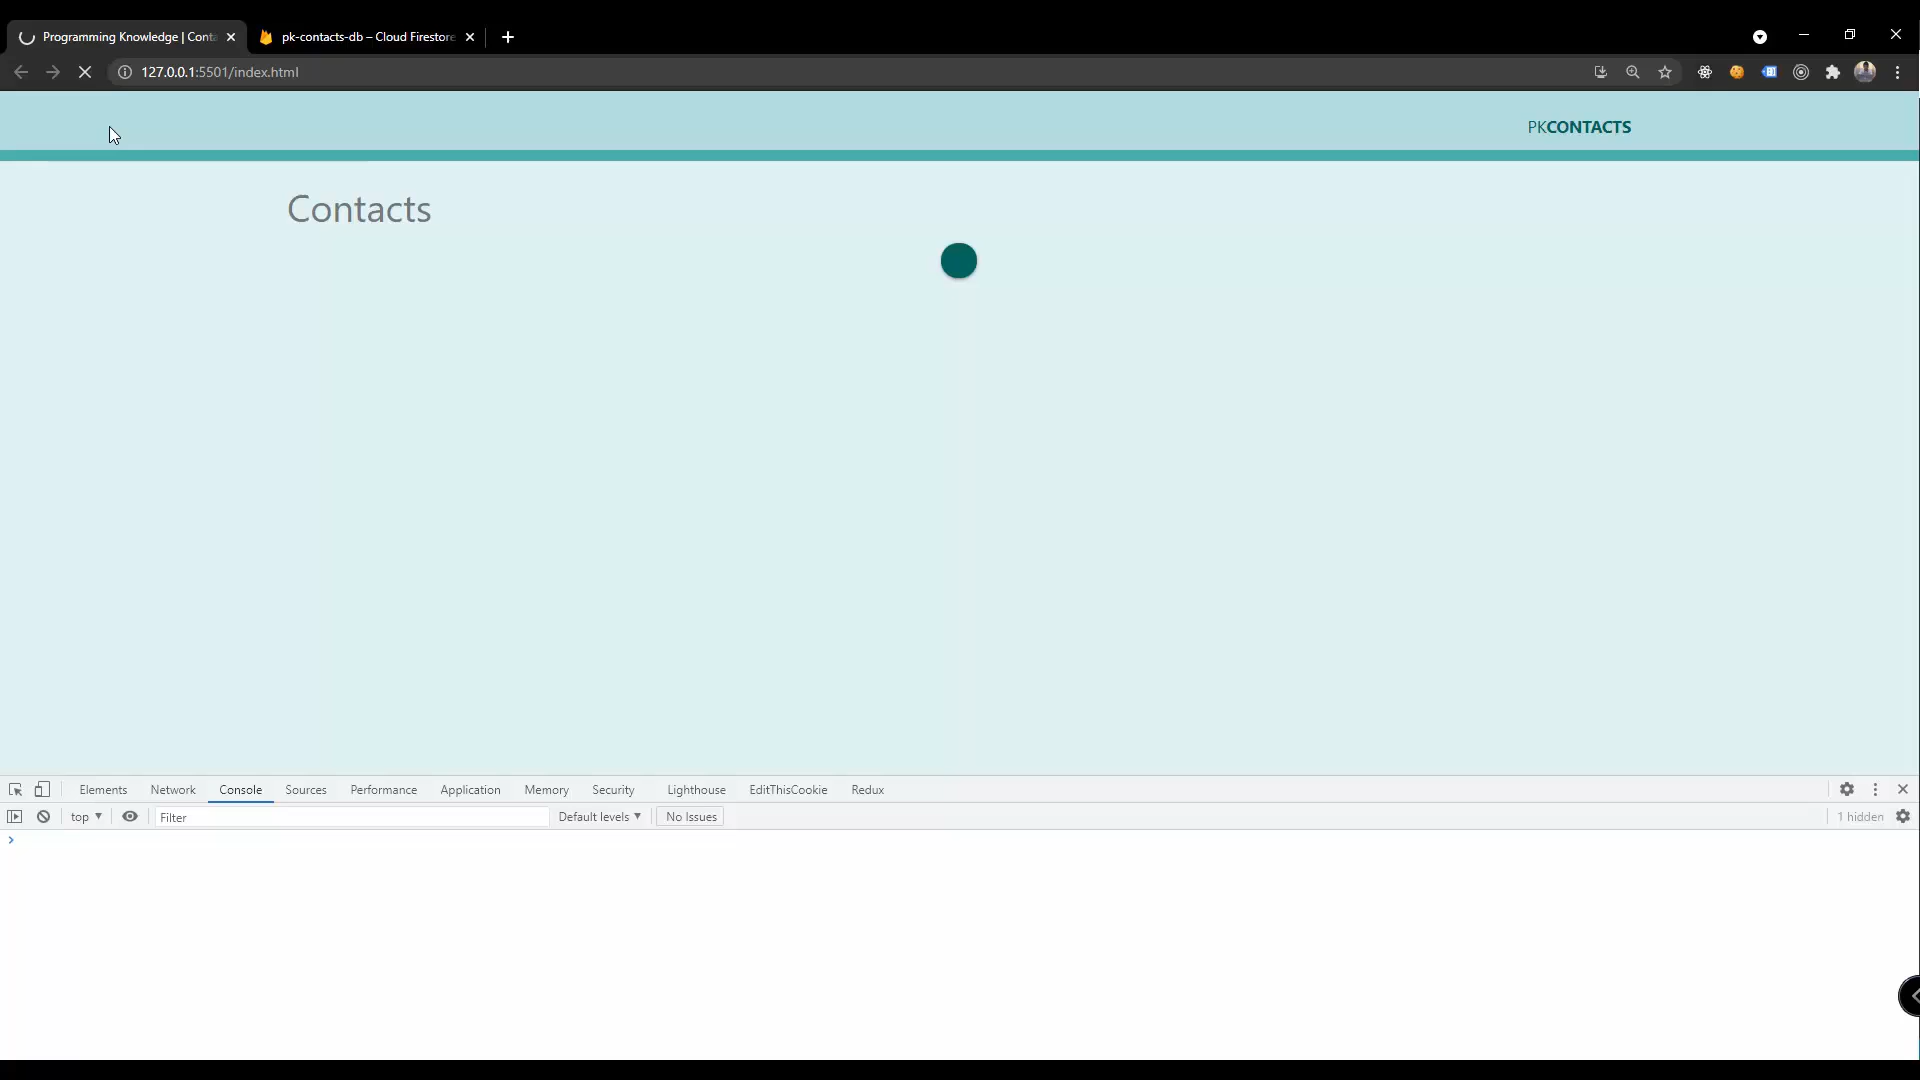 Programming Knowledge | Conta
pk-contacts-db – Cloud Firestore
127.0.0.1:5501/index.html
PKCONTACTS
Contacts
Elements Network Console Sources Performance Application Memory Security Lighthouse EditThisCookie Redux
top Filter Default levels No Issues 1 hidden